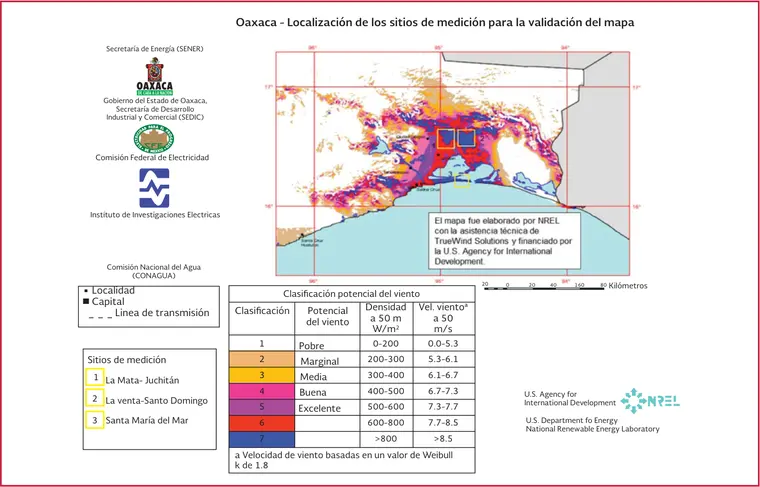 Oaxaca - Localización de los sitios de medición para la validación del mapa
Secretaría de Energía (SENER)
OAXACA
Gobierno del Estado de Oaxaca,
Secretaría de Desarrollo
Industrial y Comercial (SEDIC)
Comisión Federal de Electricidad
Instituto de Investigaciones Electricas
Comisión Nacional del Agua
(CONAGUA)
Localidad
Capital
Linea de transmisión
Sitios de medición
1 La Mata- Juchitán
2 La venta-Santo Domingo
3 Santa María del Mar
96° 95° 94°
17° 17°
16° 16°
El mapa fue elaborado por NREL
con la asistencia técnica de
TrueWind Solutions y financiado por
la U.S. Agency for International
Development.
20 0 20 40 160 80 Kilómetros
Clasificación potencial del viento
Clasificación Potencial del viento Densidad a 50 m W/m² Vel. vientoª a 50 m/s
1 Pobre 0-200 0.0-5.3
2 Marginal 200-300 5.3-6.1
3 Media 300-400 6.1-6.7
4 Buena 400-500 6.7-7.3
5 Excelente 500-600 7.3-7.7
6 600-800 7.7-8.5
7 >800 >8.5
a Velocidad de viento basadas en un valor de Weibull
k de 1.8
U.S. Agency for
International Development
NREL
U.S. Department fo Energy
National Renewable Energy Laboratory